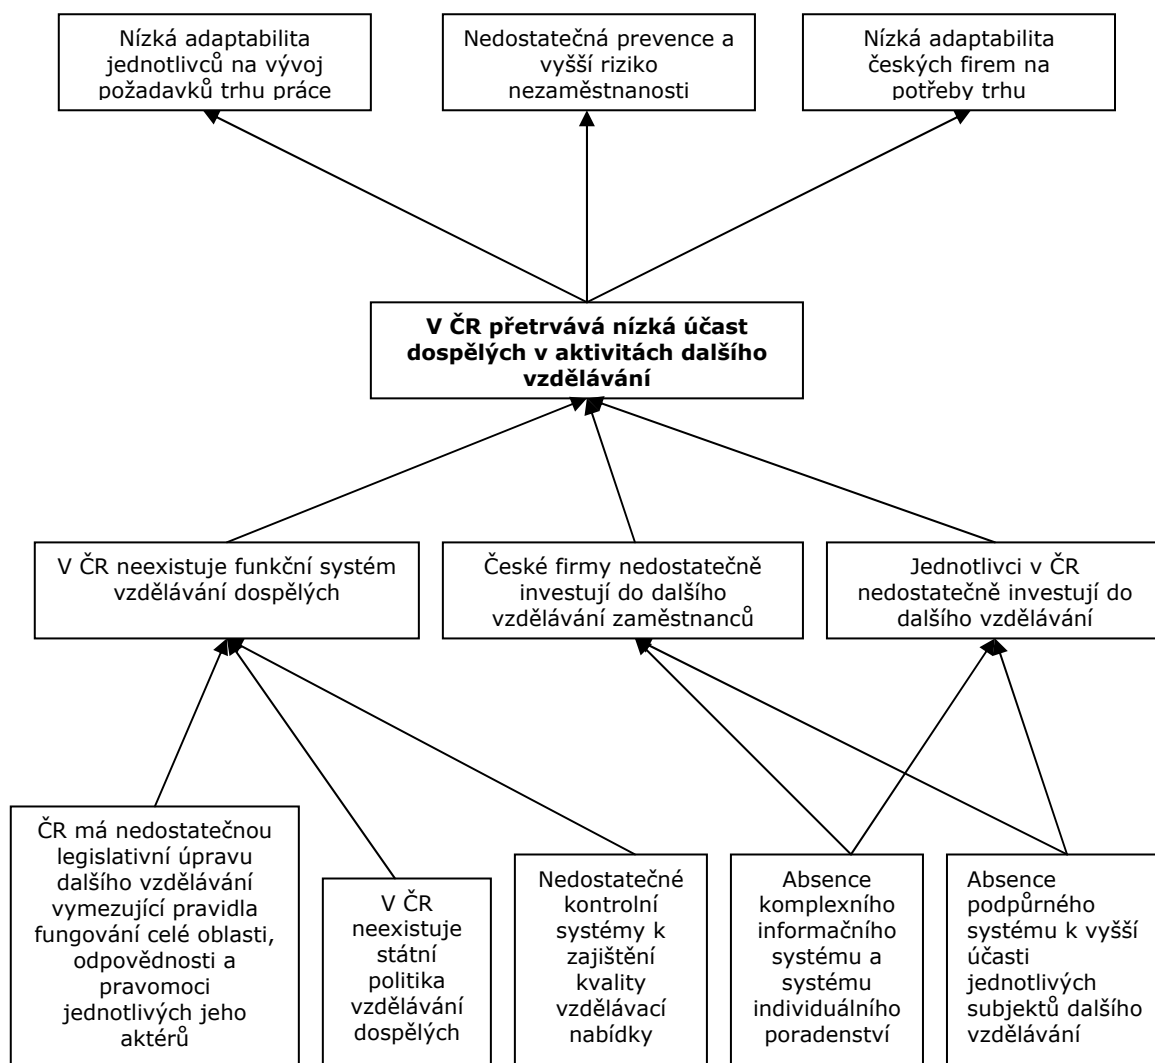 Nízká adaptabilita
jednotlivců na vývoj
požadavků trhu práce
Nedostatečná prevence a
vyšší riziko
nezaměstnanosti
Nízká adaptabilita
českých firem na
potřeby trhu
V ČR přetrvává nízká účast
dospělých v aktivitách dalšího
vzdělávání
V ČR neexistuje funkční systém
vzdělávání dospělých
České firmy nedostatečně
investují do dalšího
vzdělávání zaměstnanců
Jednotlivci v ČR
nedostatečně investují do
dalšího vzdělávání
ČR má nedostatečnou
legislativní úpravu
dalšího vzdělávání
vymezující pravidla
fungování celé oblasti,
odpovědnosti a
pravomoci
jednotlivých jeho
aktérů
V ČR
neexistuje
státní
politika
vzdělávání
dospělých
Nedostatečné
kontrolní
systémy k
zajištění
kvality
vzdělávací
nabídky
Absence
komplexního
informačního
systému a
systému
individuálního
poradenství
Absence
podpůrného
systému k vyšší
účasti
jednotlivých
subjektů dalšího
vzdělávání